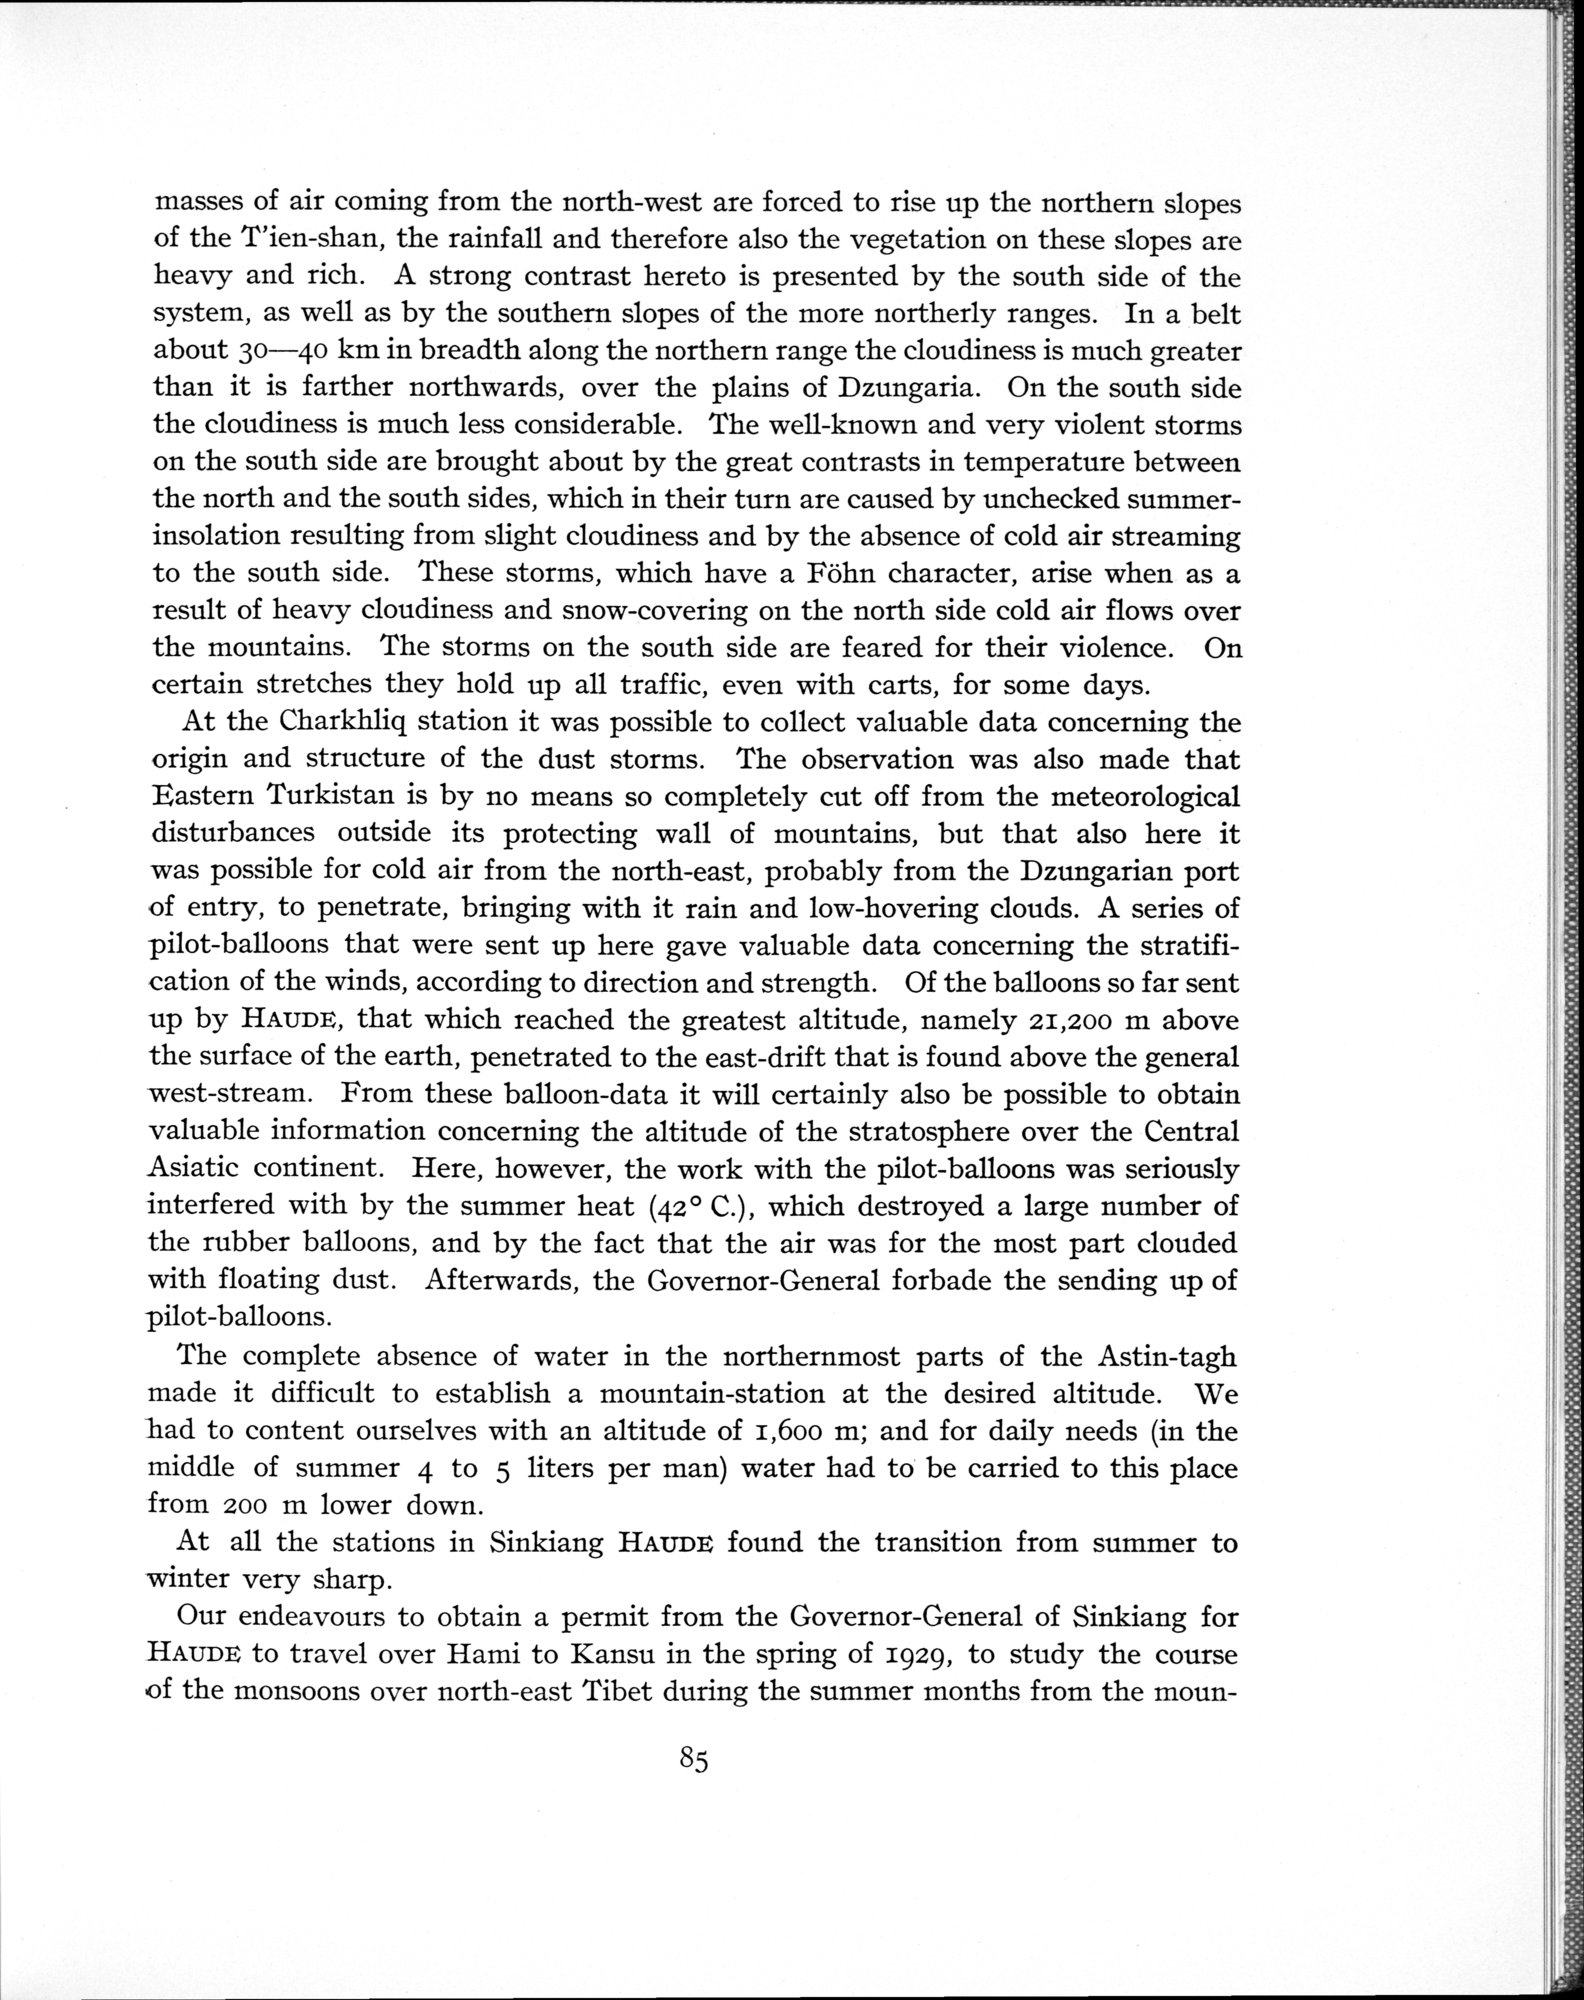 masses of air coming from the north-west are forced to rise up the northern slopes
of the T'ien-shan, the rainfall and therefore also the vegetation on these slopes are
heavy and rich. A strong contrast hereto is presented by the south side of the
system, as well as by the southern slopes of the more northerly ranges. In a belt
about 30—40 km in breadth along the northern range the cloudiness is much greater
than it is farther northwards, over the plains of Dzungaria. On the south side
the cloudiness is much less considerable. The well-known and very violent storms
on the south side are brought about by the great contrasts in temperature between
the north and the south sides, which in their turn are caused by unchecked summer-
insolation resulting from slight cloudiness and by the absence of cold air streaming
to the south side. These storms, which have a Föhn character, arise when as a
result of heavy cloudiness and snow-covering on the north side cold air flows over
the mountains. The storms on the south side are feared for their violence. On
certain stretches they hold up all traffic, even with carts, for some days.
At the Charkhliq station it was possible to collect valuable data concerning the
origin and structure of the dust storms. The observation was also made that
Eastern Turkistan is by no means so completely cut off from the meteorological
disturbances outside its protecting wall of mountains, but that also here it
was possible for cold air from the north-east, probably from the Dzungarian port
of entry, to penetrate, bringing with it rain and low-hovering clouds. A series of
pilot-balloons that were sent up here gave valuable data concerning the stratifi-
cation of the winds, according to direction and strength. Of the balloons so far sent
up by HAUDE, that which reached the greatest altitude, namely 21,200 m above
the surface of the earth, penetrated to the east-drift that is found above the general
west-stream. From these balloon-data it will certainly also be possible to obtain
valuable information concerning the altitude of the stratosphere over the Central
Asiatic continent. Here, however, the work with the pilot-balloons was seriously
interfered with by the summer heat (42° C.), which destroyed a large number of
the rubber balloons, and by the fact that the air was for the most part clouded
with floating dust. Afterwards, the Governor-General forbade the sending up of
pilot-balloons.
The complete absence of water in the northernmost parts of the Astin-tagh
made it difficult to establish a mountain-station at the desired altitude. We
had to content ourselves with an altitude of 1,600 m; and for daily needs (in the
middle of summer 4 to 5 liters per man) water had to be carried to this place
from 200 m lower down.
At all the stations in Sinkiang HAUDE found the transition from summer to
winter very sharp.
Our endeavours to obtain a permit from the Governor-General of Sinkiang for
HAUDE to travel over Hami to Kansu in the spring of 1929, to study the course
of the monsoons over north-east Tibet during the summer months from the moun-
85